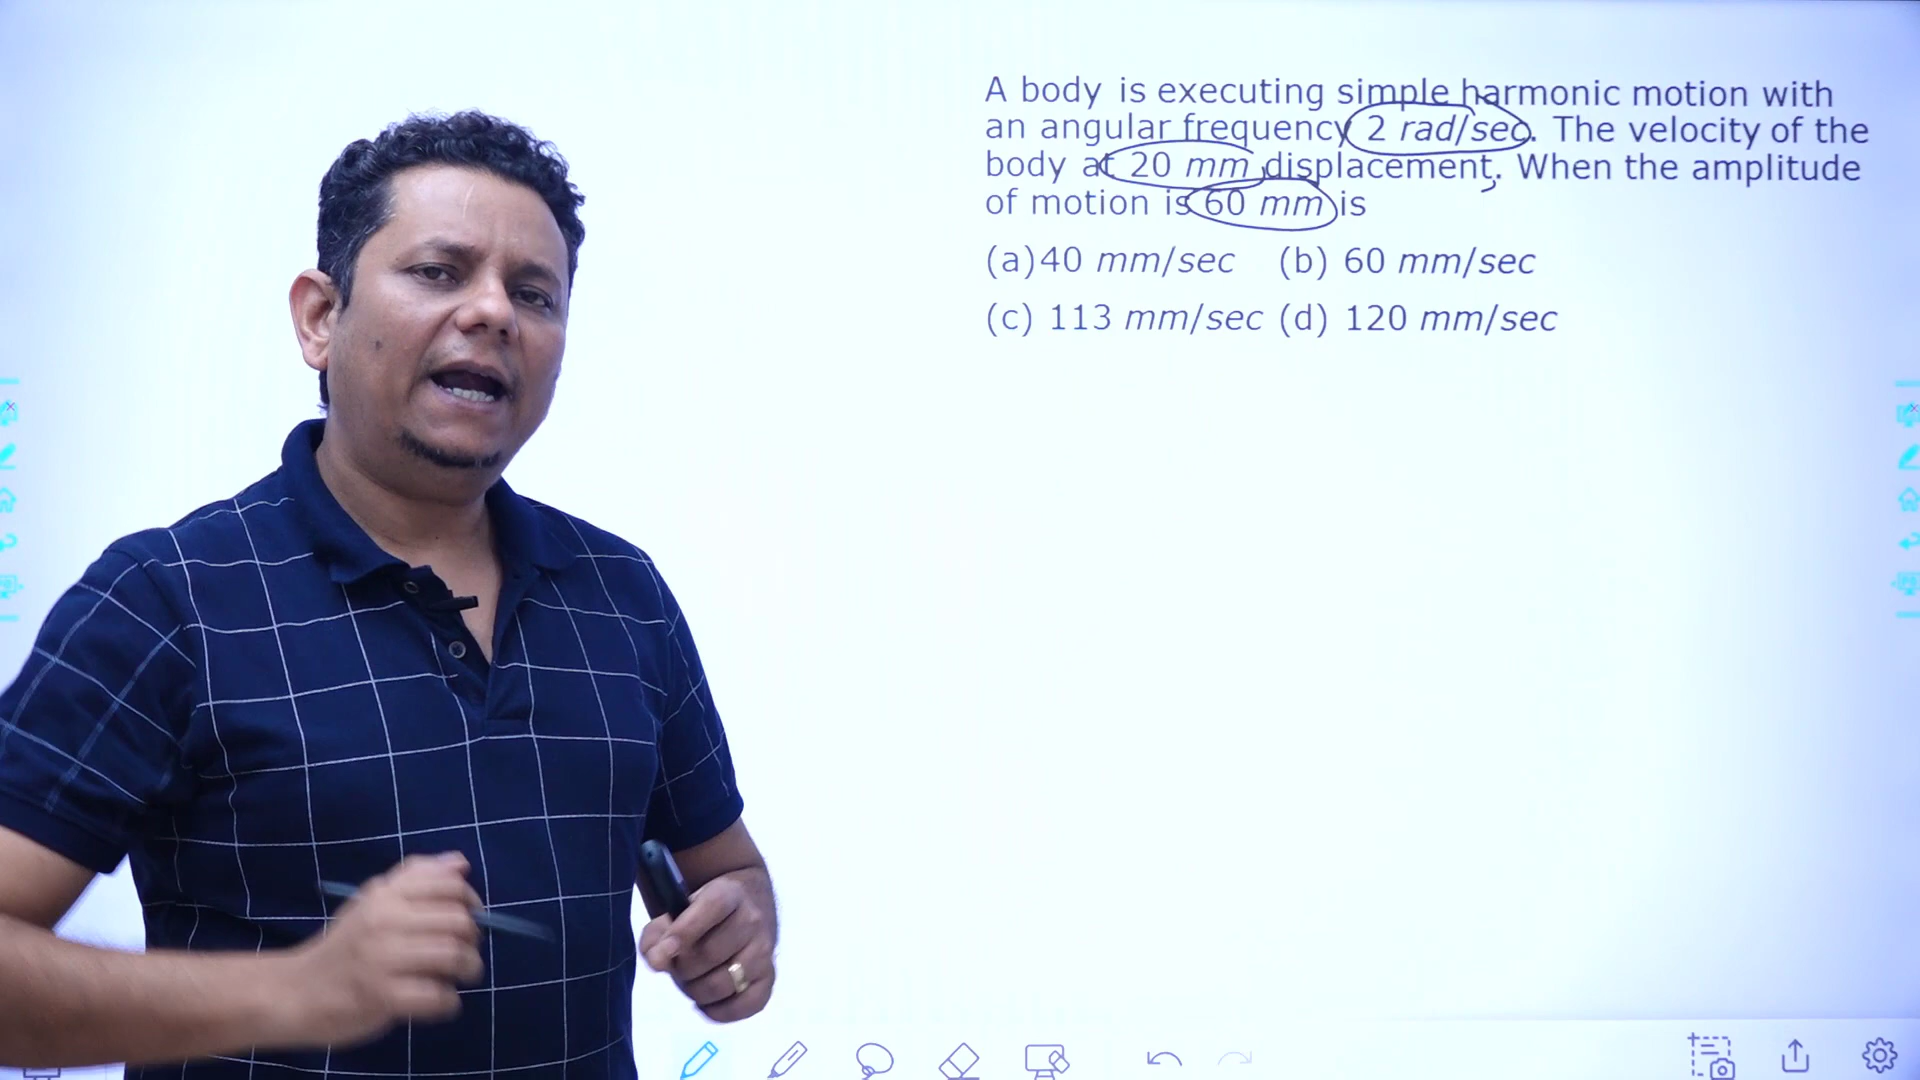 A body is executing simple harmonic motion with
an angular frequency 2 rad/sec. The velocity of the
body at 20 mm displacement,. When the amplitude
of motion is 60 mm is
(a)40 mm/sec (b) 60 mm/sec
(c) 113 mm/sec (d) 120 mm/sec